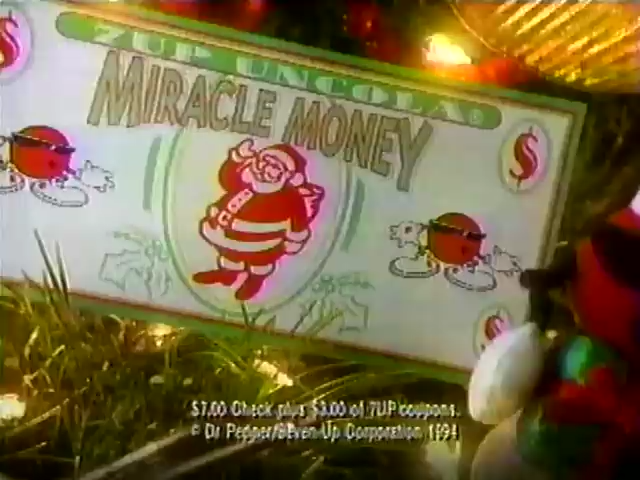 7UP UNCOLA®
MIRACLE MONEY
$
$
$
$7.00 Check plus $3.00 of 7UP coupons.
© Dr Pepper/Seven-Up Corporation 1994